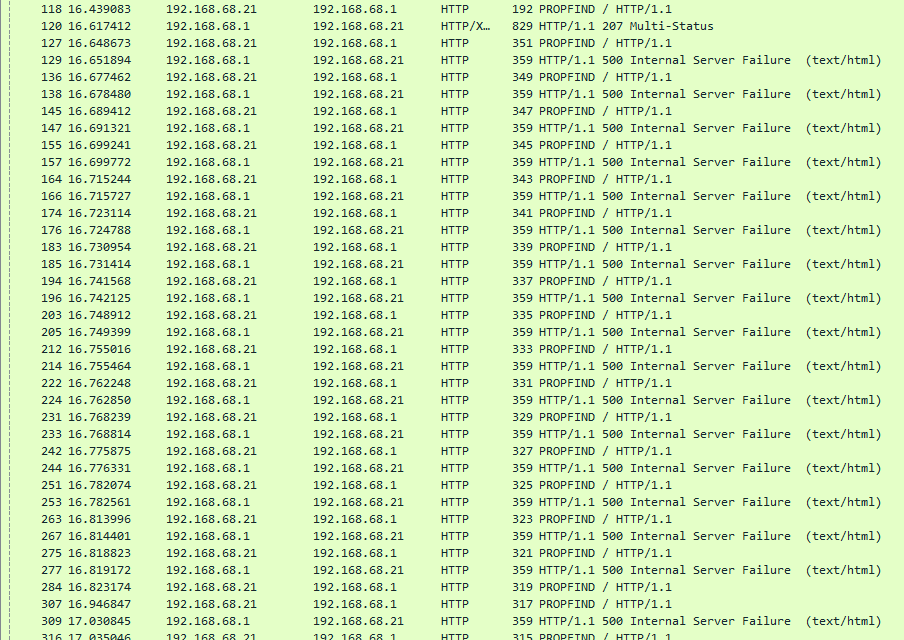 118 16.439083 192.168.68.21 192.168.68.1 HTTP 192 PROPFIND / HTTP/1.1
120 16.617412 192.168.68.1 192.168.68.21 HTTP/X… 829 HTTP/1.1 207 Multi-Status
127 16.648673 192.168.68.21 192.168.68.1 HTTP 351 PROPFIND / HTTP/1.1
129 16.651894 192.168.68.1 192.168.68.21 HTTP 359 HTTP/1.1 500 Internal Server Failure (text/html)
136 16.677462 192.168.68.21 192.168.68.1 HTTP 349 PROPFIND / HTTP/1.1
138 16.678480 192.168.68.1 192.168.68.21 HTTP 359 HTTP/1.1 500 Internal Server Failure (text/html)
145 16.689412 192.168.68.21 192.168.68.1 HTTP 347 PROPFIND / HTTP/1.1
147 16.691321 192.168.68.1 192.168.68.21 HTTP 359 HTTP/1.1 500 Internal Server Failure (text/html)
155 16.699241 192.168.68.21 192.168.68.1 HTTP 345 PROPFIND / HTTP/1.1
157 16.699772 192.168.68.1 192.168.68.21 HTTP 359 HTTP/1.1 500 Internal Server Failure (text/html)
164 16.715244 192.168.68.21 192.168.68.1 HTTP 343 PROPFIND / HTTP/1.1
166 16.715727 192.168.68.1 192.168.68.21 HTTP 359 HTTP/1.1 500 Internal Server Failure (text/html)
174 16.723114 192.168.68.21 192.168.68.1 HTTP 341 PROPFIND / HTTP/1.1
176 16.724788 192.168.68.1 192.168.68.21 HTTP 359 HTTP/1.1 500 Internal Server Failure (text/html)
183 16.730954 192.168.68.21 192.168.68.1 HTTP 339 PROPFIND / HTTP/1.1
185 16.731414 192.168.68.1 192.168.68.21 HTTP 359 HTTP/1.1 500 Internal Server Failure (text/html)
194 16.741568 192.168.68.21 192.168.68.1 HTTP 337 PROPFIND / HTTP/1.1
196 16.742125 192.168.68.1 192.168.68.21 HTTP 359 HTTP/1.1 500 Internal Server Failure (text/html)
203 16.748912 192.168.68.21 192.168.68.1 HTTP 335 PROPFIND / HTTP/1.1
205 16.749399 192.168.68.1 192.168.68.21 HTTP 359 HTTP/1.1 500 Internal Server Failure (text/html)
212 16.755016 192.168.68.21 192.168.68.1 HTTP 333 PROPFIND / HTTP/1.1
214 16.755464 192.168.68.1 192.168.68.21 HTTP 359 HTTP/1.1 500 Internal Server Failure (text/html)
222 16.762248 192.168.68.21 192.168.68.1 HTTP 331 PROPFIND / HTTP/1.1
224 16.762850 192.168.68.1 192.168.68.21 HTTP 359 HTTP/1.1 500 Internal Server Failure (text/html)
231 16.768239 192.168.68.21 192.168.68.1 HTTP 329 PROPFIND / HTTP/1.1
233 16.768814 192.168.68.1 192.168.68.21 HTTP 359 HTTP/1.1 500 Internal Server Failure (text/html)
242 16.775875 192.168.68.21 192.168.68.1 HTTP 327 PROPFIND / HTTP/1.1
244 16.776331 192.168.68.1 192.168.68.21 HTTP 359 HTTP/1.1 500 Internal Server Failure (text/html)
251 16.782074 192.168.68.21 192.168.68.1 HTTP 325 PROPFIND / HTTP/1.1
253 16.782561 192.168.68.1 192.168.68.21 HTTP 359 HTTP/1.1 500 Internal Server Failure (text/html)
263 16.813996 192.168.68.21 192.168.68.1 HTTP 323 PROPFIND / HTTP/1.1
267 16.814401 192.168.68.1 192.168.68.21 HTTP 359 HTTP/1.1 500 Internal Server Failure (text/html)
275 16.818823 192.168.68.21 192.168.68.1 HTTP 321 PROPFIND / HTTP/1.1
277 16.819172 192.168.68.1 192.168.68.21 HTTP 359 HTTP/1.1 500 Internal Server Failure (text/html)
284 16.823174 192.168.68.21 192.168.68.1 HTTP 319 PROPFIND / HTTP/1.1
307 16.946847 192.168.68.21 192.168.68.1 HTTP 317 PROPFIND / HTTP/1.1
309 17.030845 192.168.68.1 192.168.68.21 HTTP 359 HTTP/1.1 500 Internal Server Failure (text/html)
316 17.035046 192.168.68.21 192.168.68.1 HTTP 315 PROPFIND / HTTP/1.1